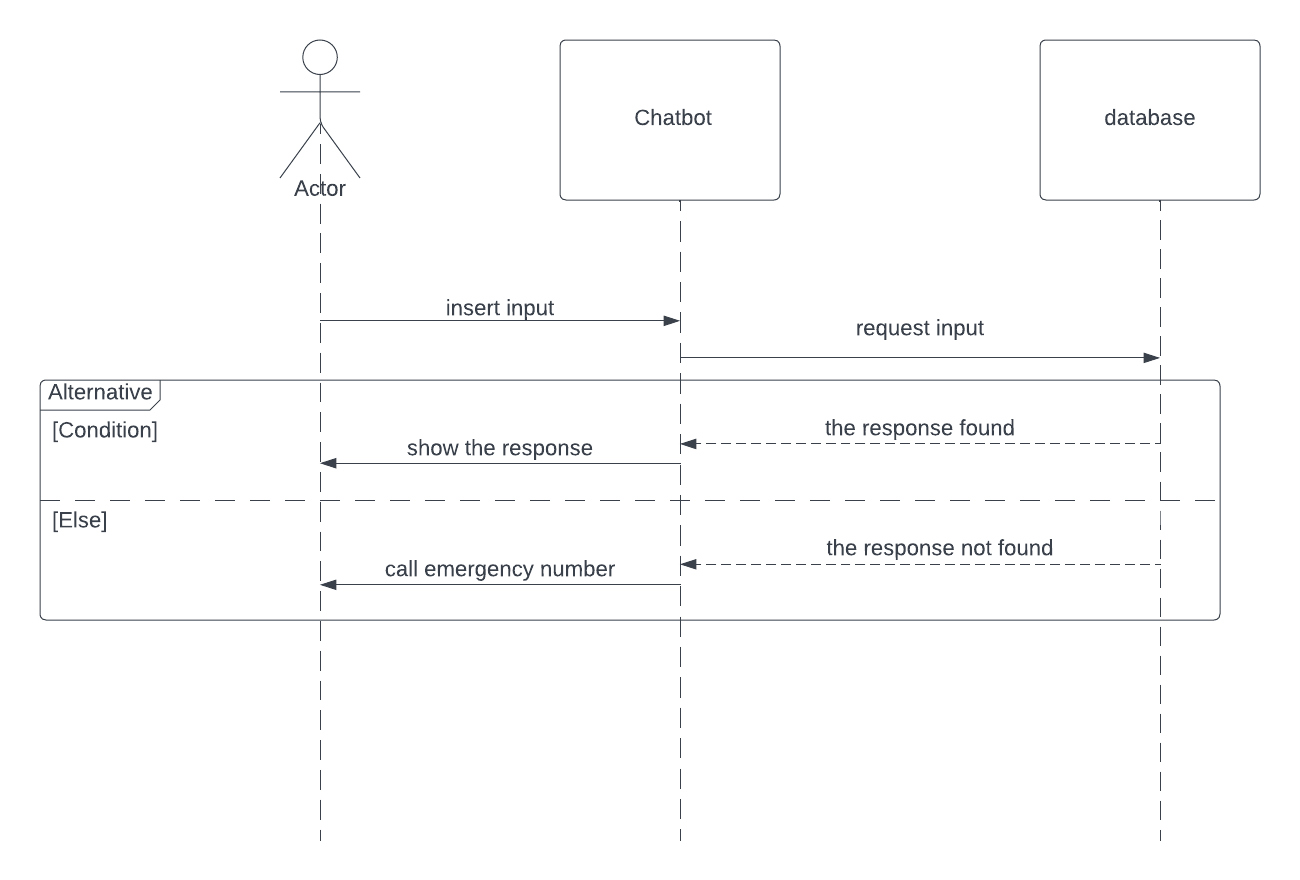 Chatbot
database
Actor
insert input
request input
Alternative
[Condition]
the response found
show the response
[Else]
the response not found
call emergency number